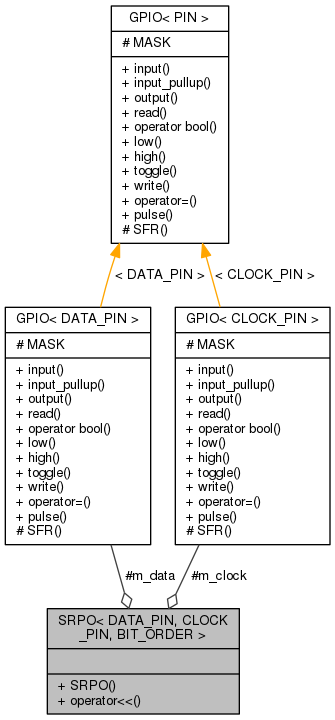 GPIO< PIN >
# MASK
+ input()
+ input_pullup()
+ output()
+ read()
+ operator bool()
+ low()
+ high()
+ toggle()
+ write()
+ operator=()
+ pulse()
# SFR()
< DATA_PIN >
< CLOCK_PIN >
GPIO< DATA_PIN >
# MASK
+ input()
+ input_pullup()
+ output()
+ read()
+ operator bool()
+ low()
+ high()
+ toggle()
+ write()
+ operator=()
+ pulse()
# SFR()
GPIO< CLOCK_PIN >
# MASK
+ input()
+ input_pullup()
+ output()
+ read()
+ operator bool()
+ low()
+ high()
+ toggle()
+ write()
+ operator=()
+ pulse()
# SFR()
#m_data
#m_clock
SRPO< DATA_PIN, CLOCK
_PIN, BIT_ORDER >
+ SRPO()
+ operator<<()